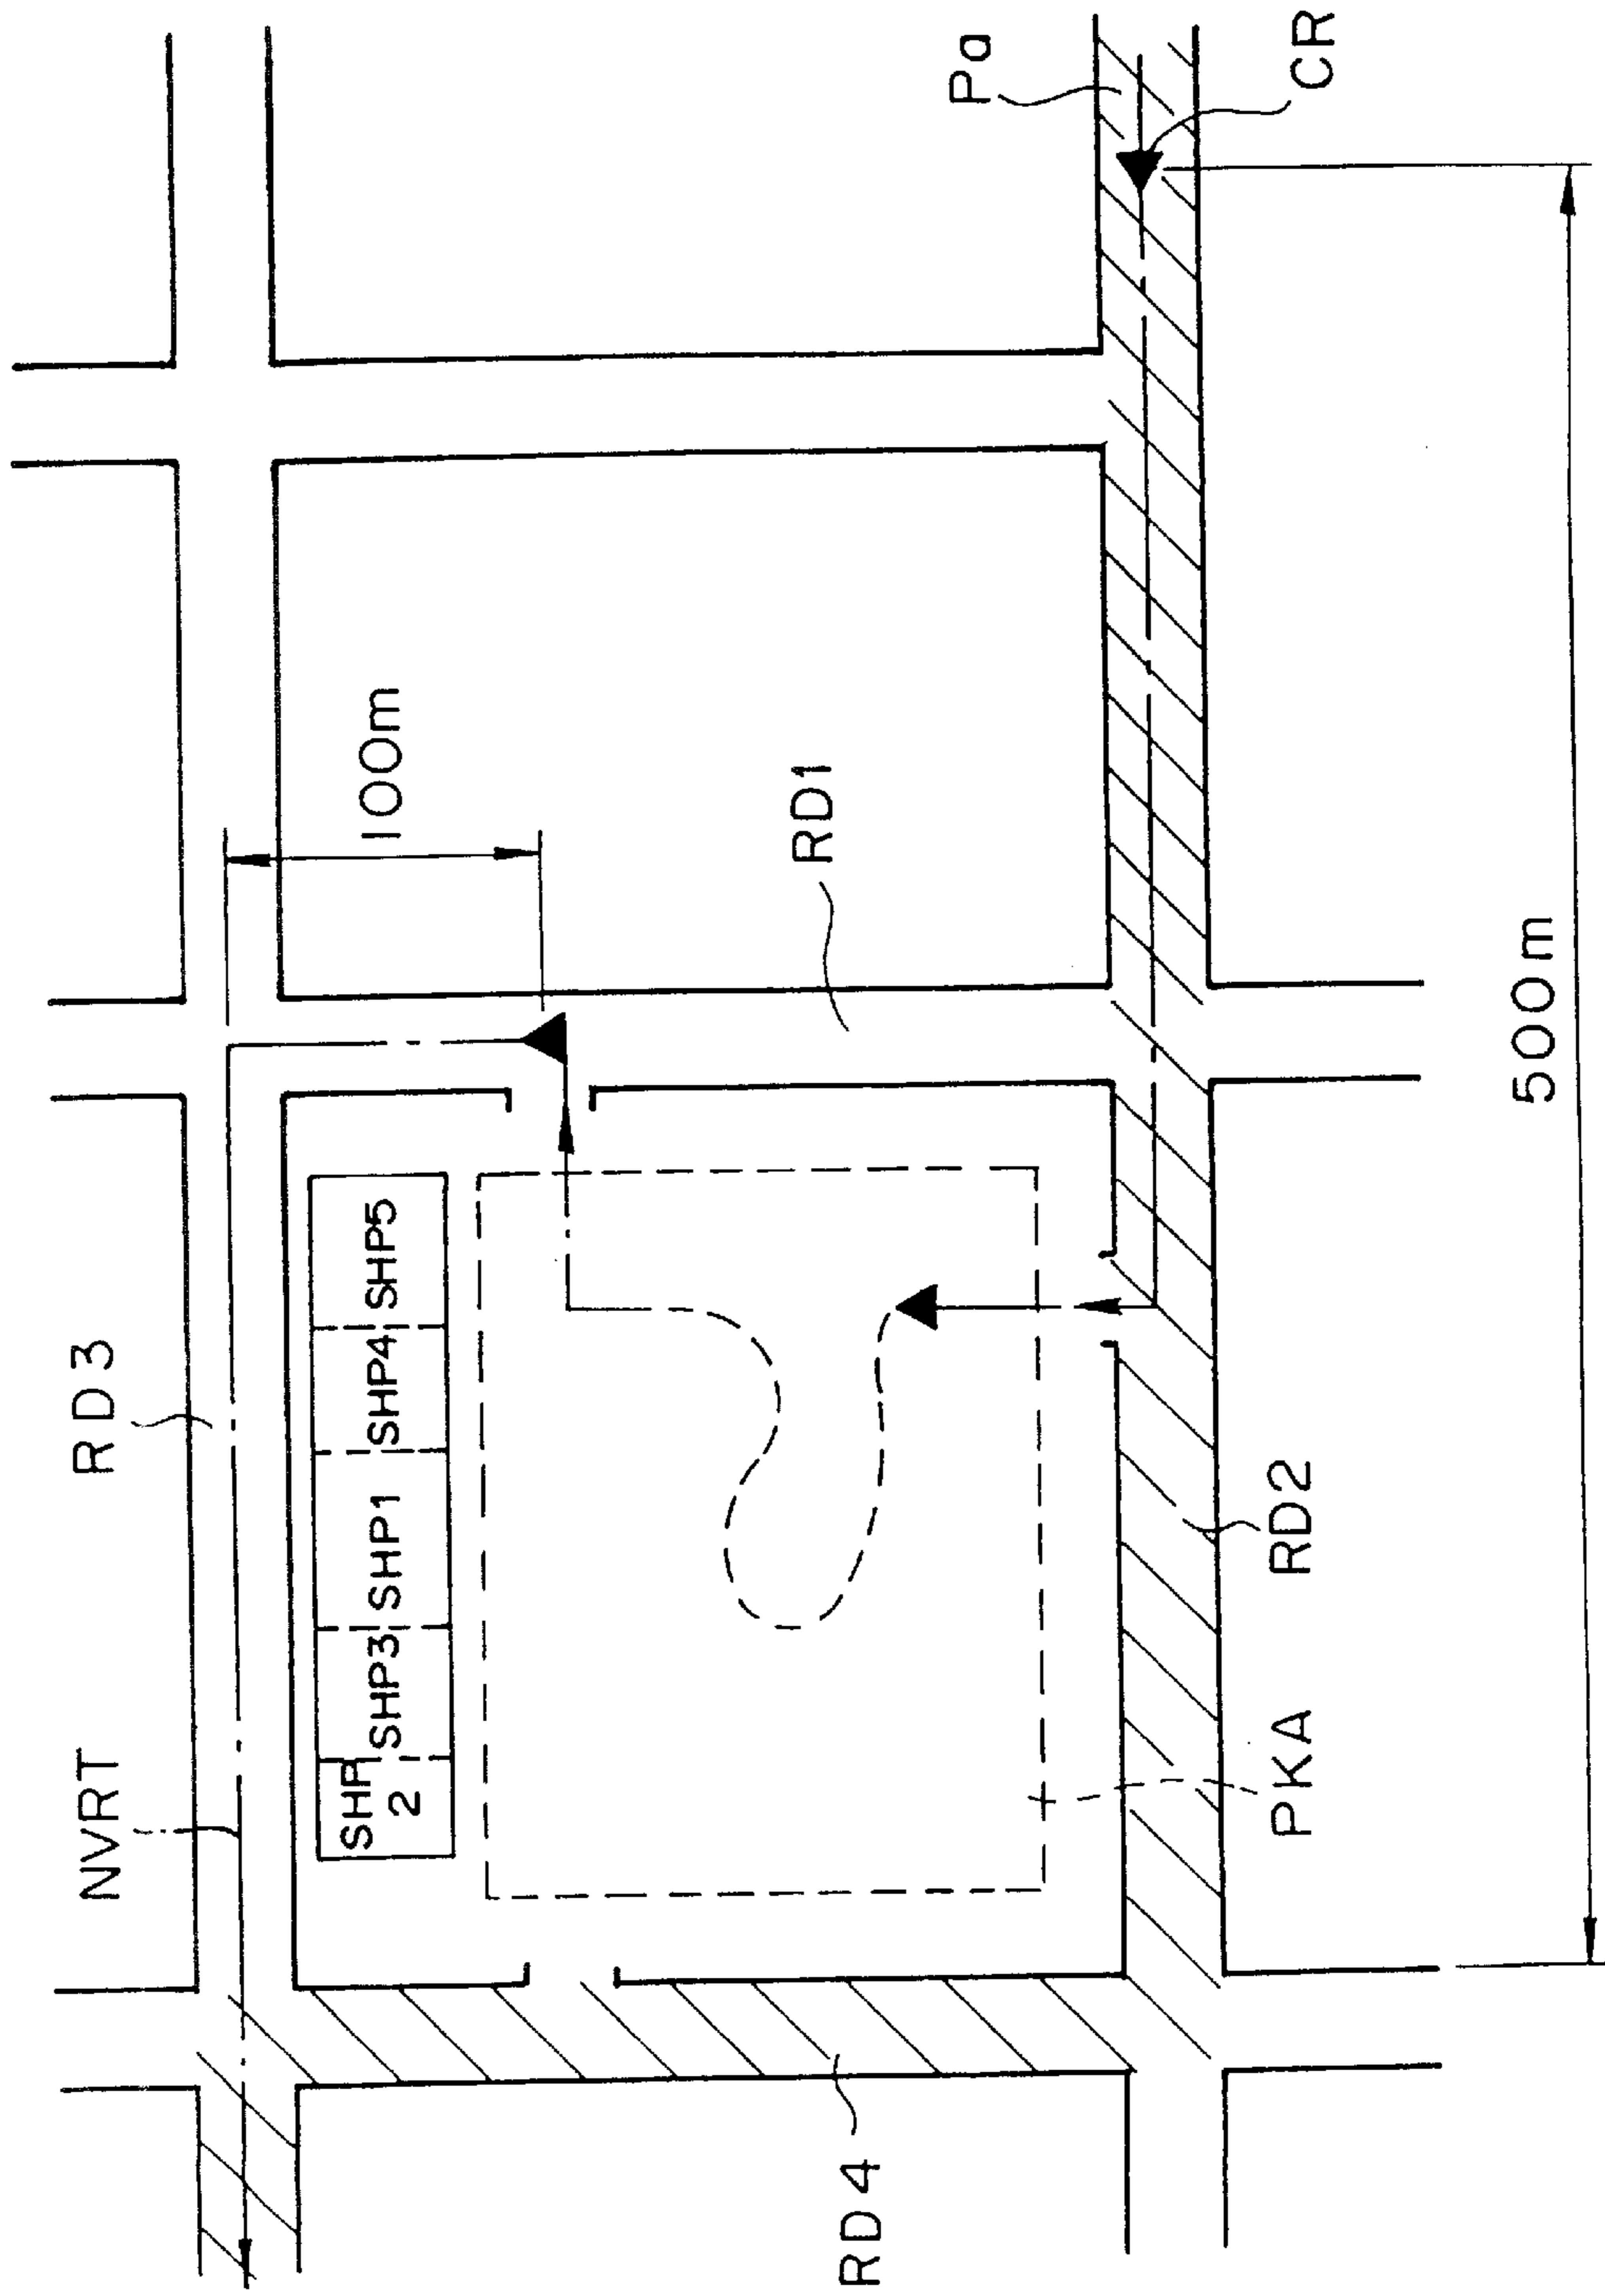 RD3
NVRT
100m
SHP
2
SHP3
SHP1
SHP4
SHP5
RD1
Pa
CR
RD4
PKA
RD2
500m